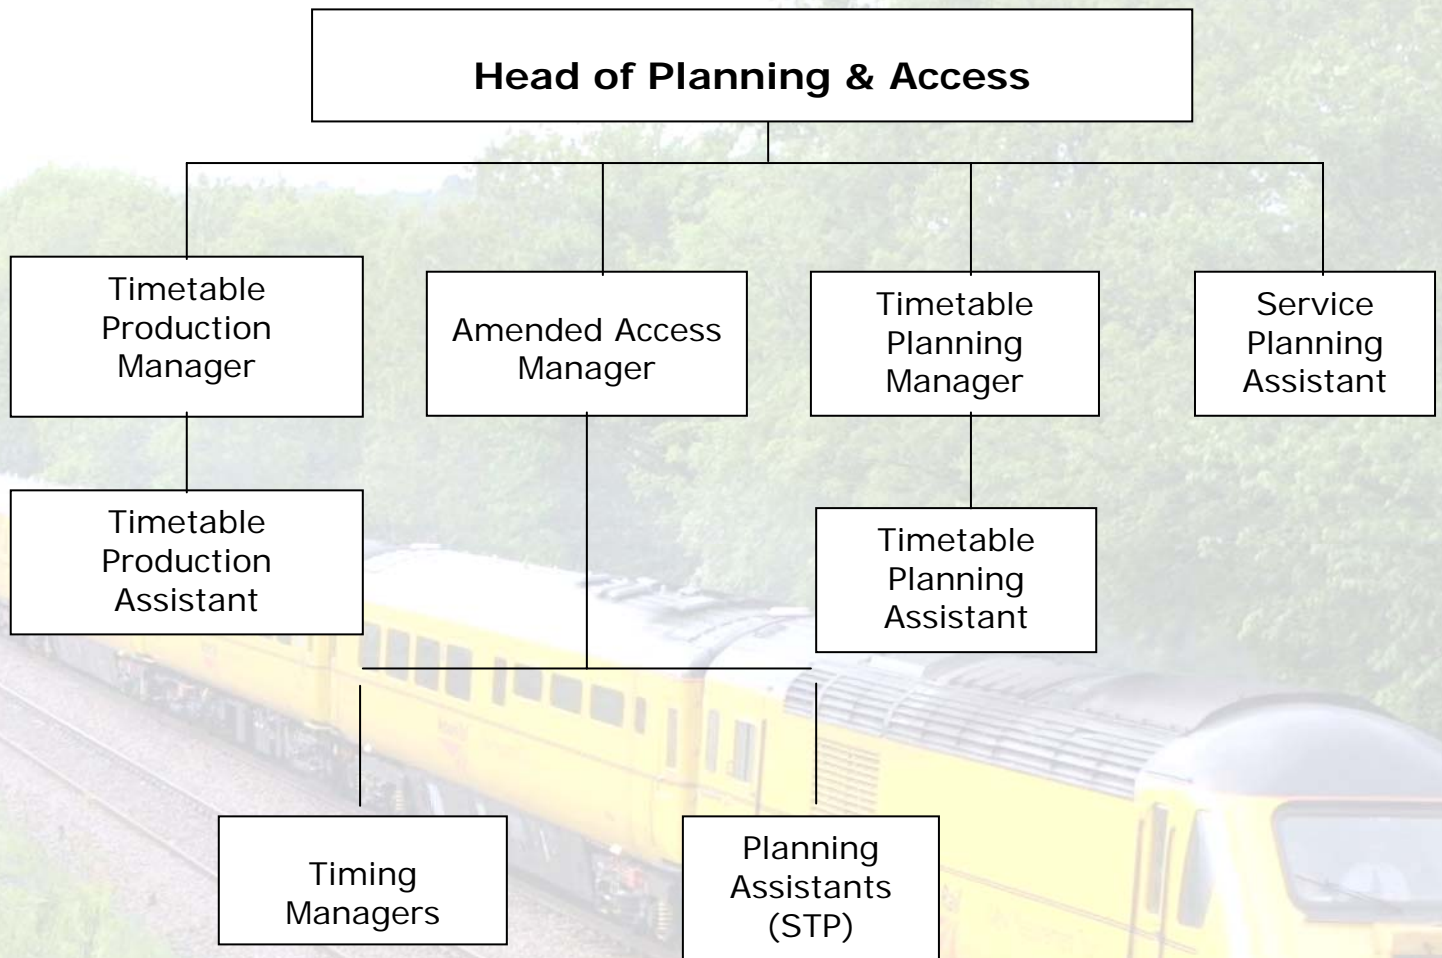 Head of Planning & Access
Timetable
Production
Manager
Amended Access
Manager
Timetable
Planning
Manager
Service
Planning
Assistant
Timetable
Production
Assistant
Timetable
Planning
Assistant
Timing
Managers
Planning
Assistants
(STP)